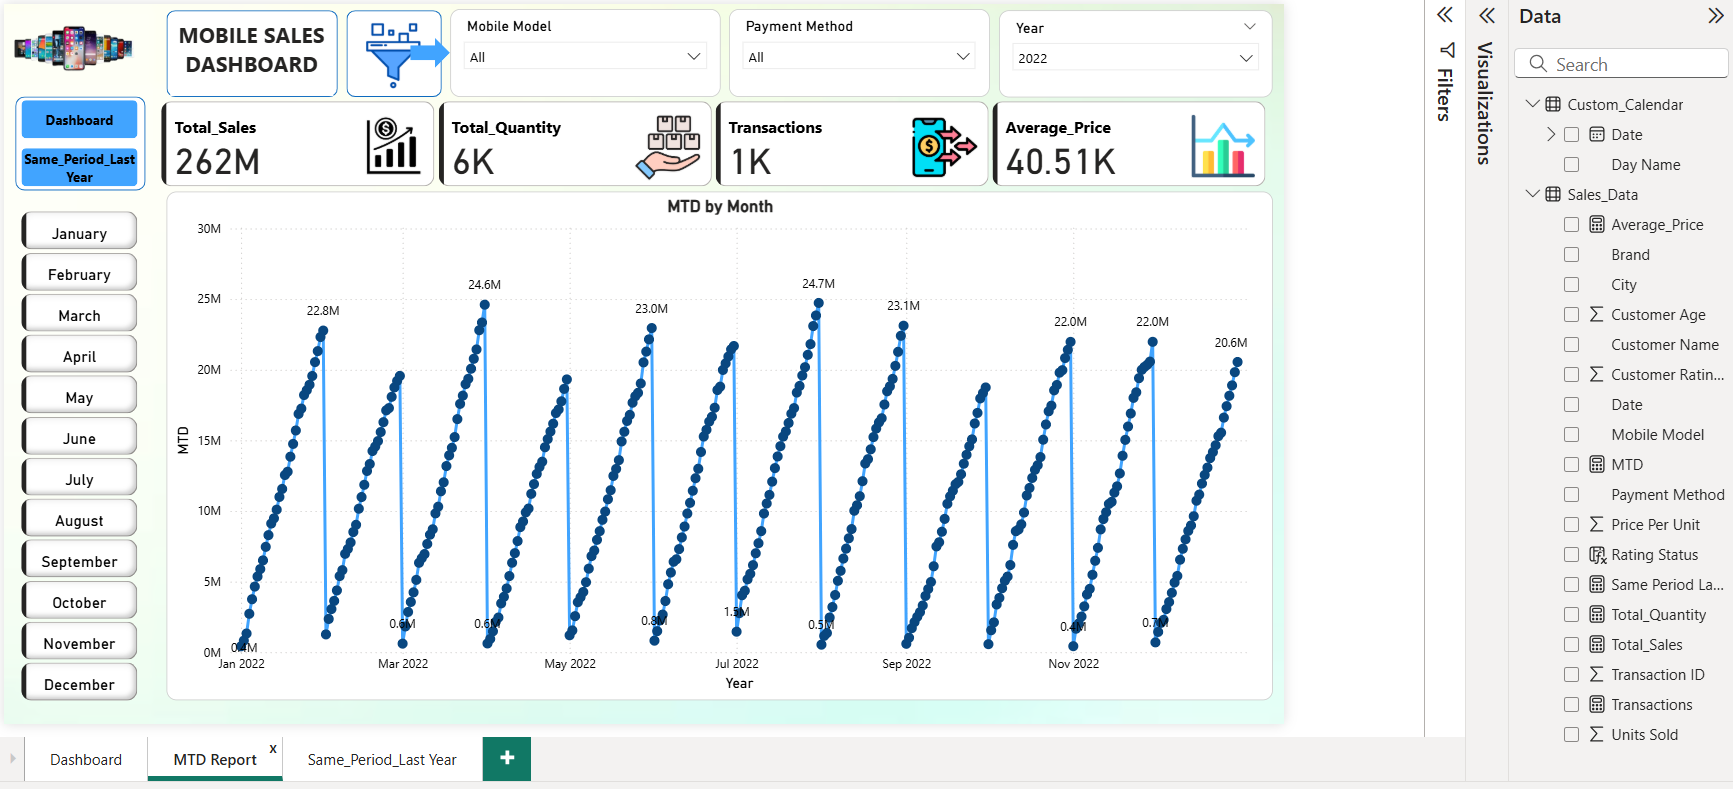 MOBILE SALES
DASHBOARD
Mobile Model
All
Payment Method
All
Year
2022
Dashboard
Same_Period_Last
Year
Total_Sales
262M
Total_Quantity
6K
Transactions
1K
Average_Price
40.51K
January
February
March
April
May
June
July
August
September
October
November
December
MTD by Month
MTD
30M
25M
20M
15M
10M
5M
0M
22.8M
24.6M
23.0M
24.7M
23.1M
22.0M
22.0M
20.6M
0.4M
0.6M
0.6M
0.8M
1.5M
0.5M
0.4M
0.7M
Jan 2022
Mar 2022
May 2022
Jul 2022
Sep 2022
Nov 2022
Year
Dashboard
MTD Report
x
Same_Period_Last Year
+
Filters
Visualizations
Data
Search
Custom_Calendar
Date
Day Name
Sales_Data
Average_Price
Brand
City
Customer Age
Customer Name
Customer Ratin...
Date
Mobile Model
MTD
Payment Method
Price Per Unit
Rating Status
Same Period La...
Total_Quantity
Total_Sales
Transaction ID
Transactions
Units Sold